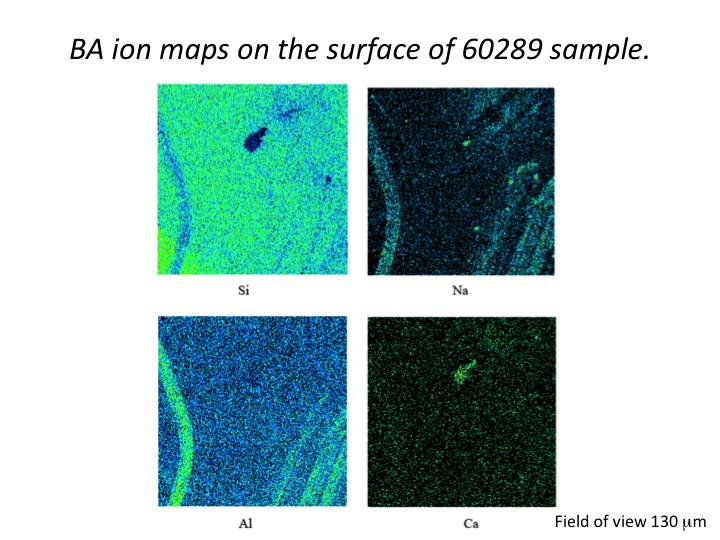 BA ion maps on the surface of 60289 sample.
Si
Na
Al
Ca
Field of view 130 μm